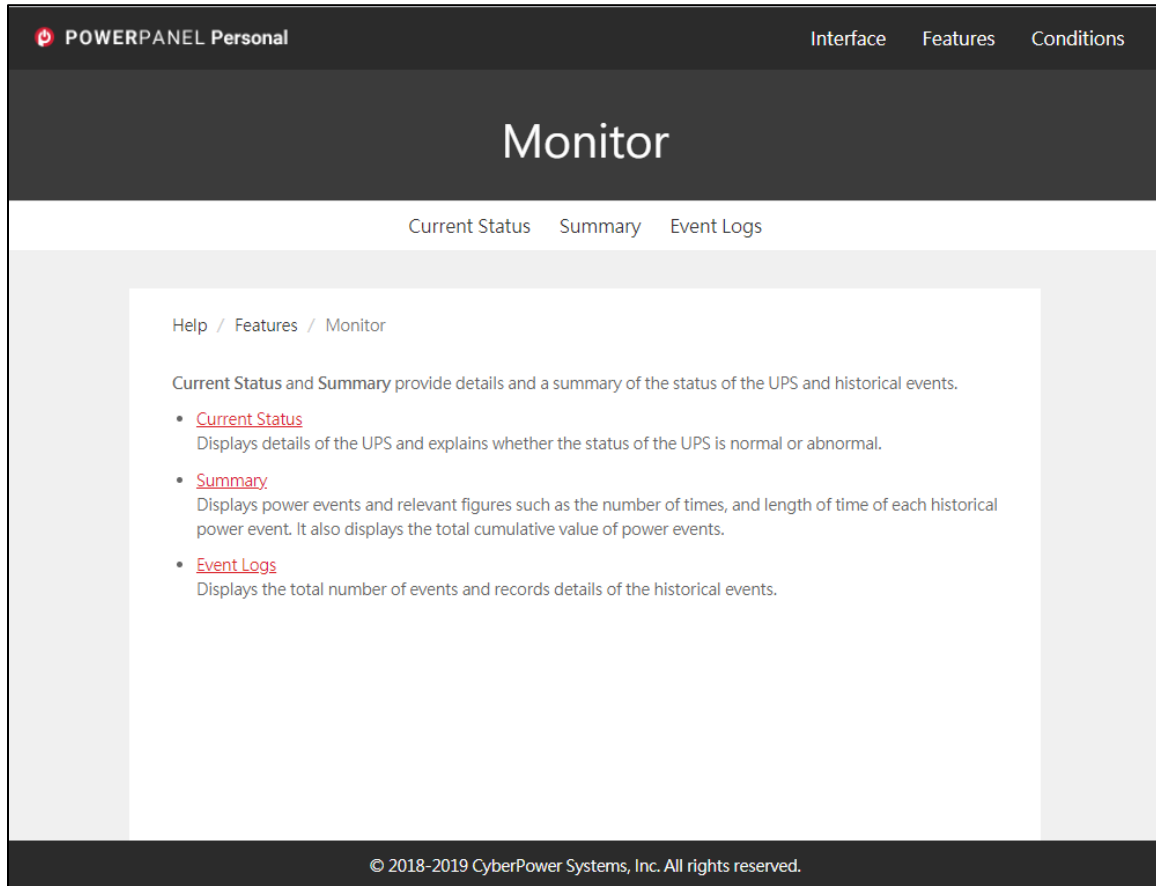 POWERPANEL Personal
Interface Features Conditions
Monitor
Current Status Summary Event Logs
Help / Features / Monitor
Current Status and Summary provide details and a summary of the status of the UPS and historical events.
• Current Status
Displays details of the UPS and explains whether the status of the UPS is normal or abnormal.
• Summary
Displays power events and relevant figures such as the number of times, and length of time of each historical
power event. It also displays the total cumulative value of power events.
• Event Logs
Displays the total number of events and records details of the historical events.
© 2018-2019 CyberPower Systems, Inc. All rights reserved.